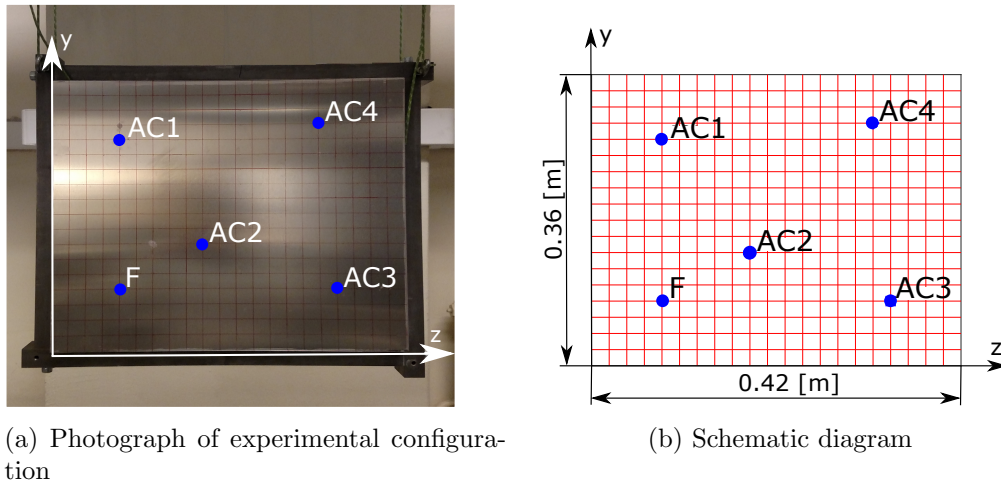 y
AC1
AC4
AC2
F
AC3
z
y
AC1
AC4
0.36 [m]
AC2
F
AC3
z
0.42 [m]
(a) Photograph of experimental configura-
tion
(b) Schematic diagram